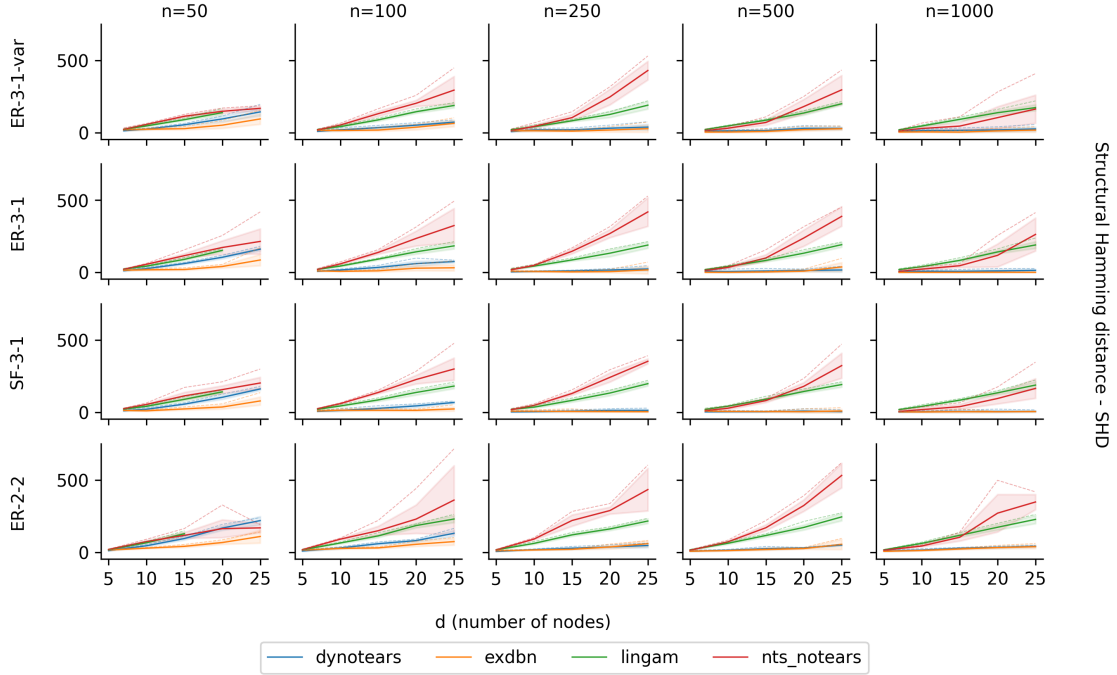 n=50 n=100 n=250 n=500 n=1000
ER-3-1-var
500
0
ER-3-1
500
0
SF-3-1
500
0
ER-2-2
500
0
5 10 15 20 25 5 10 15 20 25 5 10 15 20 25 5 10 15 20 25 5 10 15 20 25
Structural Hamming distance - SHD
d (number of nodes)
dynotears exdbn lingam nts_notears